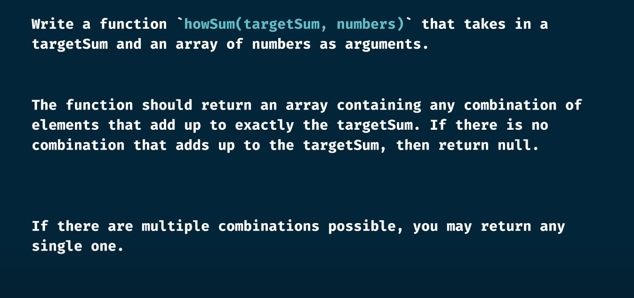 Write a function `howSum(targetSum, numbers)` that takes in a
targetSum and an array of numbers as arguments.
The function should return an array containing any combination of
elements that add up to exactly the targetSum. If there is no
combination that adds up to the targetSum, then return null.
If there are multiple combinations possible, you may return any
single one.